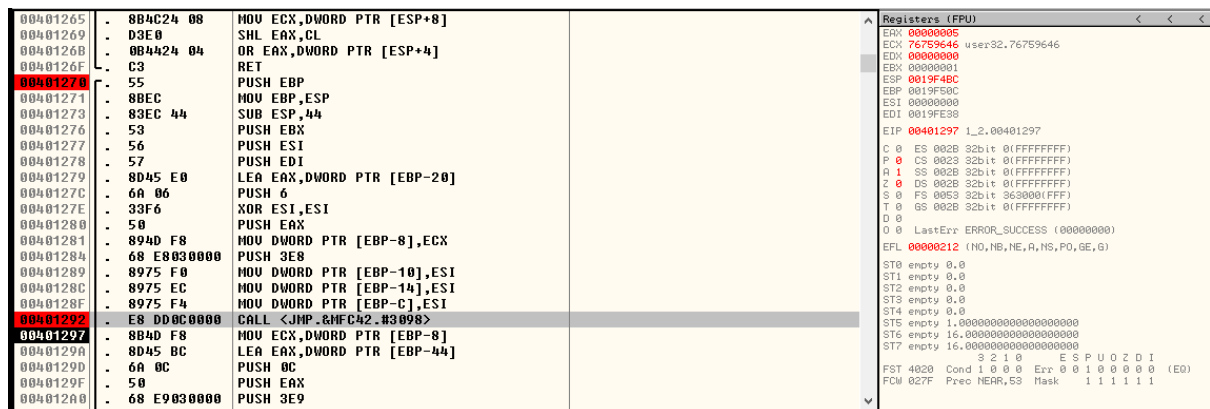 00401265 . 8B4C24 08 MOV ECX,DWORD PTR [ESP+8]
00401269 . D3E0 SHL EAX,CL
0040126B . 0B4424 04 OR EAX,DWORD PTR [ESP+4]
0040126F . C3 RET
00401270 . 55 PUSH EBP
00401271 . 8BEC MOV EBP,ESP
00401273 . 83EC 44 SUB ESP,44
00401276 . 53 PUSH EBX
00401277 . 56 PUSH ESI
00401278 . 57 PUSH EDI
00401279 . 8D45 E0 LEA EAX,DWORD PTR [EBP-20]
0040127C . 6A 06 PUSH 6
0040127E . 33F6 XOR ESI,ESI
00401280 . 50 PUSH EAX
00401281 . 894D F8 MOV DWORD PTR [EBP-8],ECX
00401284 . 68 E8030000 PUSH 3E8
00401289 . 8975 F0 MOV DWORD PTR [EBP-10],ESI
0040128C . 8975 EC MOV DWORD PTR [EBP-14],ESI
0040128F . 8975 F4 MOV DWORD PTR [EBP-C],ESI
00401292 . E8 DD0C0000 CALL <JMP.&MFC42.#3098>
00401297 . 8B4D F8 MOV ECX,DWORD PTR [EBP-8]
0040129A . 8D45 BC LEA EAX,DWORD PTR [EBP-44]
0040129D . 6A 0C PUSH 0C
0040129F . 50 PUSH EAX
004012A0 . 68 E9030000 PUSH 3E9
Registers (FPU) < < <
EAX 00000005
ECX 76759646 user32.76759646
EDX 00000000
EBX 00000001
ESP 0019F4BC
EBP 0019F50C
ESI 00000000
EDI 0019FE38
EIP 00401297 1_2.00401297
C 0 ES 002B 32bit 0(FFFFFFFF)
P 0 CS 0023 32bit 0(FFFFFFFF)
A 1 SS 002B 32bit 0(FFFFFFFF)
Z 0 DS 002B 32bit 0(FFFFFFFF)
S 0 FS 0053 32bit 363000(FFF)
T 0 GS 002B 32bit 0(FFFFFFFF)
D 0
O 0 LastErr ERROR_SUCCESS (00000000)
EFL 00000212 (NO,NB,NE,A,NS,PO,GE,G)
ST0 empty 0.0
ST1 empty 0.0
ST2 empty 0.0
ST3 empty 0.0
ST4 empty 0.0
ST5 empty 1.0000000000000000000
ST6 empty 16.000000000000000000
ST7 empty 16.000000000000000000
3 2 1 0 E S P U O Z D I
FST 4020 Cond 1 0 0 0 Err 0 0 1 0 0 0 0 0 (EQ)
FCW 027F Prec NEAR,53 Mask 1 1 1 1 1 1